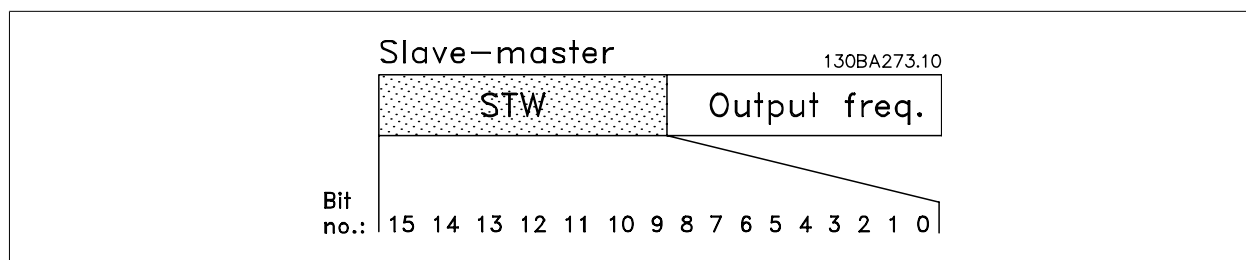 Slave-master 130BA273.10
STW Output freq.
Bit
no.: 15 14 13 12 11 10 9 8 7 6 5 4 3 2 1 0